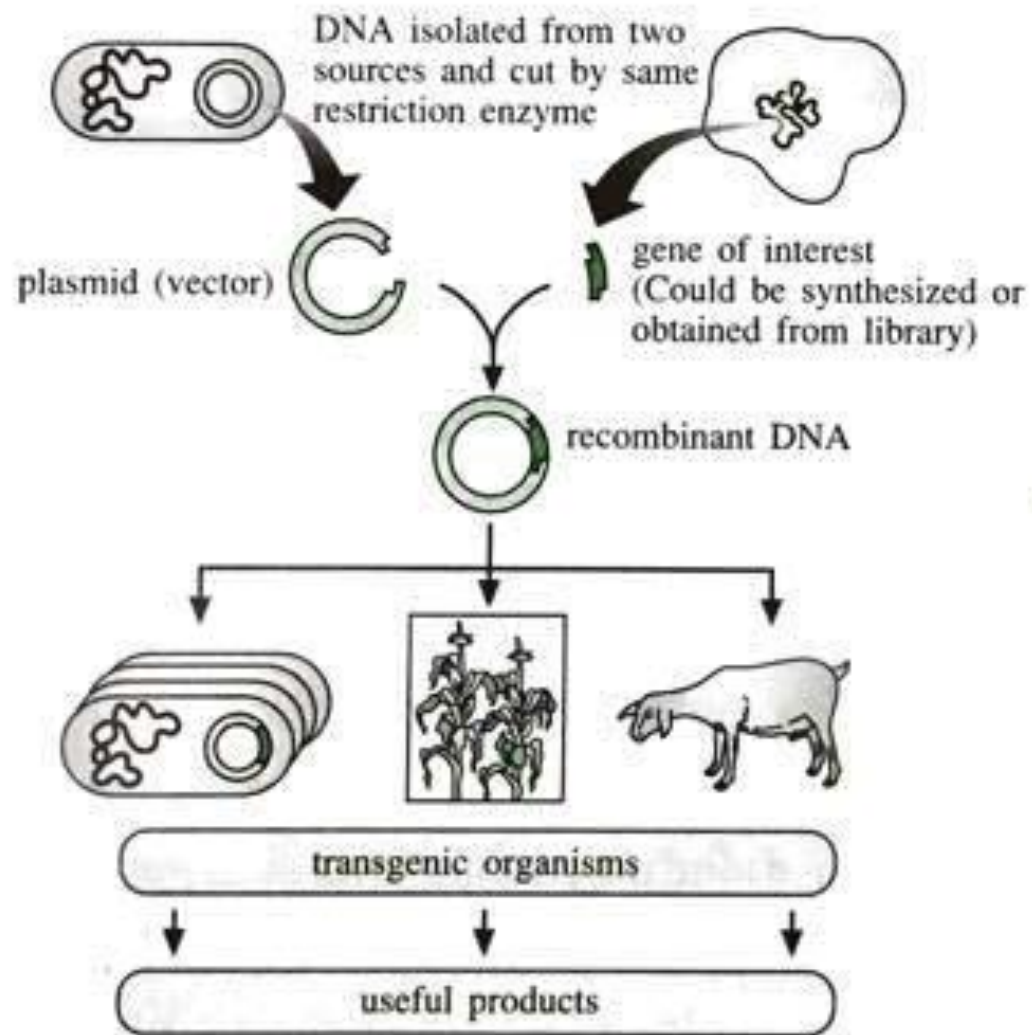 DNA isolated from two
sources and cut by same
restriction enzyme
plasmid (vector)
gene of interest
(Could be synthesized or
obtained from library)
recombinant DNA
transgenic organisms
useful products